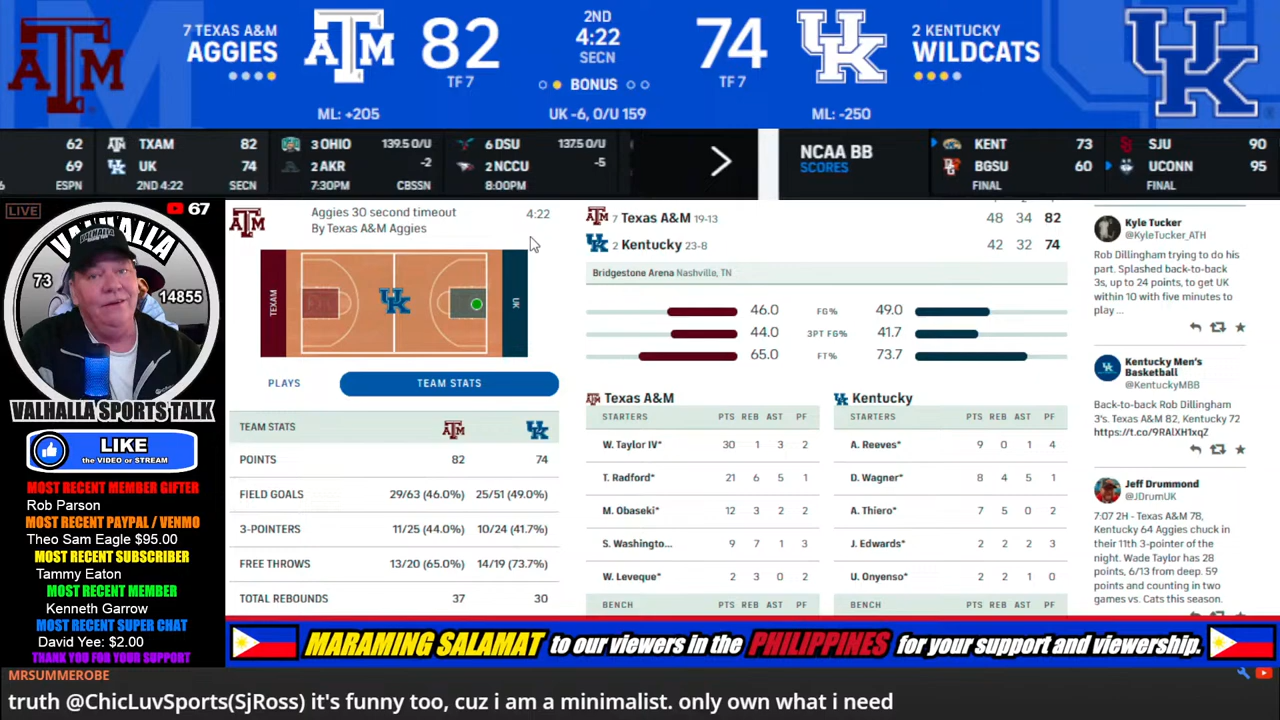 7 TEXAS A&M
AGGIES
ATM
82
TF 7
2ND
4:22
SECN
BONUS
74
TF 7
UK
2 KENTUCKY
WILDCATS
ML: +205
UK -6, O/U 159
ML: -250
62
69
ESPN
TXAM 82
UK 74
2ND 4:22 SECN
3 OHIO 139.5 O/U
2 AKR -2
7:30PM CBSSN
6 DSU 137.5 O/U
2 NCCU -5
8:00PM
NCAA BB
SCORES
KENT 73
BGSU 60
FINAL
SJU 90
UCONN 95
FINAL
LIVE
67
VALHALLA
VALHALLA
73
14855
VALHALLA SPORTS TALK
LIKE
the VIDEO or STREAM
MOST RECENT MEMBER GIFTER
Rob Parson
MOST RECENT PAYPAL / VENMO
Theo Sam Eagle $95.00
MOST RECENT SUBSCRIBER
Tammy Eaton
MOST RECENT MEMBER
Kenneth Garrow
MOST RECENT SUPER CHAT
David Yee: $2.00
THANK YOU FOR YOUR SUPPORT
Aggies 30 second timeout 4:22
By Texas A&M Aggies
TEXAM
UK
UK
PLAYS
TEAM STATS
TEAM STATS
POINTS 82 74
FIELD GOALS 29/63 (46.0%) 25/51 (49.0%)
3-POINTERS 11/25 (44.0%) 10/24 (41.7%)
FREE THROWS 13/20 (65.0%) 14/19 (73.7%)
TOTAL REBOUNDS 37 30
7 Texas A&M 19-13 48 34 82
2 Kentucky 23-8 42 32 74
Bridgestone Arena Nashville, TN
46.0 FG% 49.0
44.0 3PT FG% 41.7
65.0 FT% 73.7
Texas A&M
STARTERS PTS REB AST PF
W. Taylor IV* 30 1 3 2
T. Radford* 21 6 5 1
M. Obaseki* 12 3 2 2
S. Washingto... 9 7 1 3
W. Leveque* 2 3 0 2
BENCH PTS REB AST PF
Kentucky
STARTERS PTS REB AST PF
A. Reeves* 9 0 1 4
D. Wagner* 8 4 5 1
A. Thiero* 7 5 0 2
J. Edwards* 2 2 2 3
U. Onyenso* 2 2 1 0
BENCH PTS REB AST PF
Kyle Tucker
@KyleTucker_ATH
Rob Dillingham trying to do his
part. Splashed back-to-back
3s, up to 24 points, to get UK
within 10 with five minutes to
play ...
Kentucky Men's
Basketball
@KentuckyMBB
Back-to-back Rob Dillingham
3's. Texas A&M 82, Kentucky 72
https://t.co/9RAlXH1xqZ
Jeff Drummond
@JDrumUK
7:07 2H - Texas A&M 78,
Kentucky 64 Aggies chuck in
their 11th 3-pointer of the
night. Wade Taylor has 28
points, 6/13 from deep. 59
points and counting in two
games vs. Cats this season.
MARAMING SALAMAT to our viewers in the PHILIPPINES for your support and viewership.
MRSUMMEROBE
truth @ChicLuvSports(SjRoss) it's funny too, cuz i am a minimalist. only own what i need